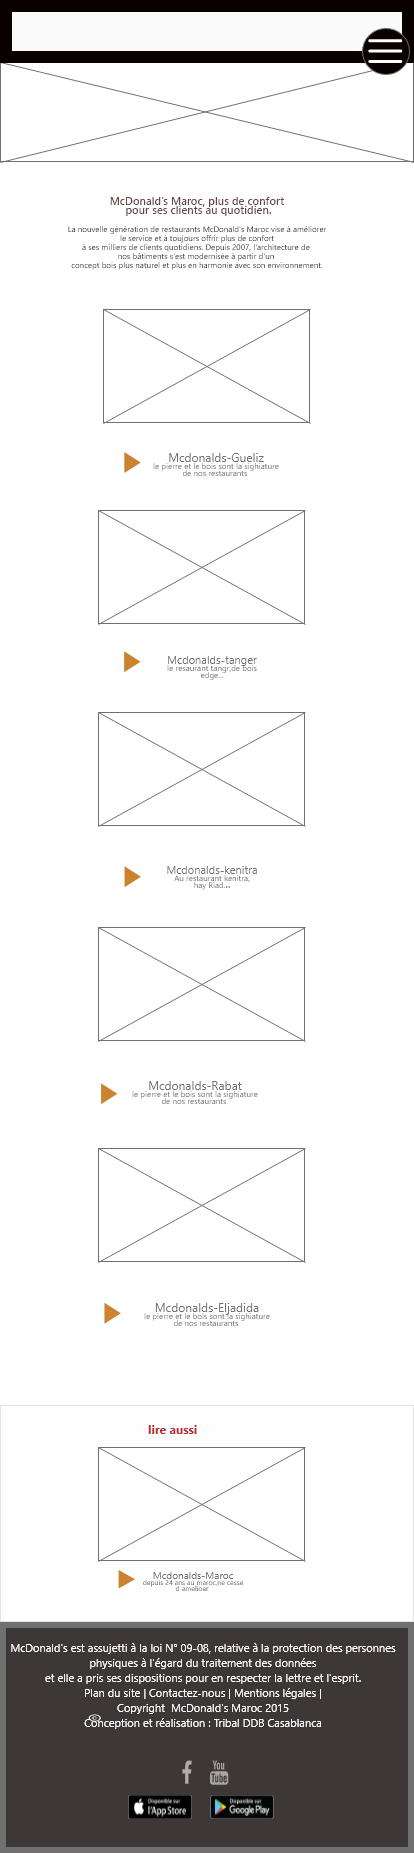 McDonald's Maroc, plus de confort
pour ses clients au quotidien.
La nouvelle génération de restaurants McDonald's Maroc vise à améliorer
le service et à toujours offrir plus de confort
à ses milliers de clients quotidiens. Depuis 2007, l'architecture de
nos bâtiments s'est modernisée à partir d'un
concept bois plus naturel et plus en harmonie avec son environnement.
Mcdonalds-Gueliz
le pierre et le bois sont la sighiature
de nos restaurants
Mcdonalds-tanger
le resaurant tangr,de bois
edge...
Mcdonalds-kenitra
Au restaurant kenitra,
hay Riad...
Mcdonalds-Rabat
le pierre et le bois sont la sighiature
de nos restaurants
Mcdonalds-Eljadida
le pierre et le bois sont la sighiature
de nos restaurants
lire aussi
Mcdonalds-Maroc
depuis 24 ans au maroc,ne cesse
d amelioer
McDonald's est assujetti à la loi N° 09-08, relative à la protection des personnes
physiques à l'égard du traitement des données
et elle a pris ses dispositions pour en respecter la lettre et l'esprit.
Plan du site | Contactez-nous | Mentions légales |
Copyright McDonald's Maroc 2015
Conception et réalisation : Tribal DDB Casablanca
You
Tube
Disponible sur
l'App Store
Disponible sur
Google Play